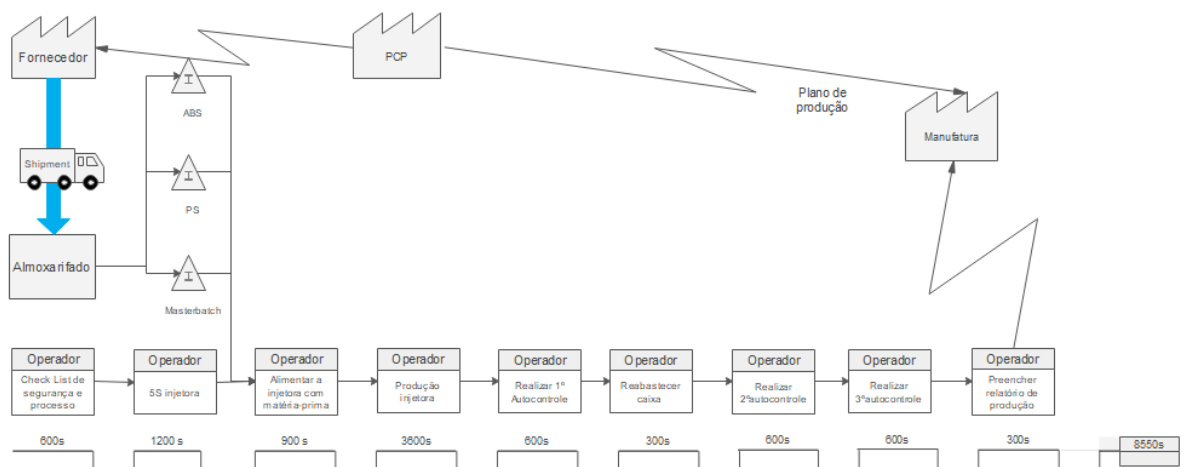 Fornecedor
PCP
ABS
Plano de
produção
Manufatura
Shipment
PS
Almoxarifado
Masterbatch
Operador
Check List de
segurança e
processo
Operador
5S injetora
Operador
Alimentar a
injetora com
matéria-prima
Operador
Produção
injetora
Operador
Realizar 1º
Autocontrole
Operador
Reabastecer
caixa
Operador
Realizar
2ºautocontrole
Operador
Realizar
3ºautocontrole
Operador
Preencher
relatório de
produção
600s
1200 s
900 s
3600s
600s
300s
600s
600s
300s
8550s